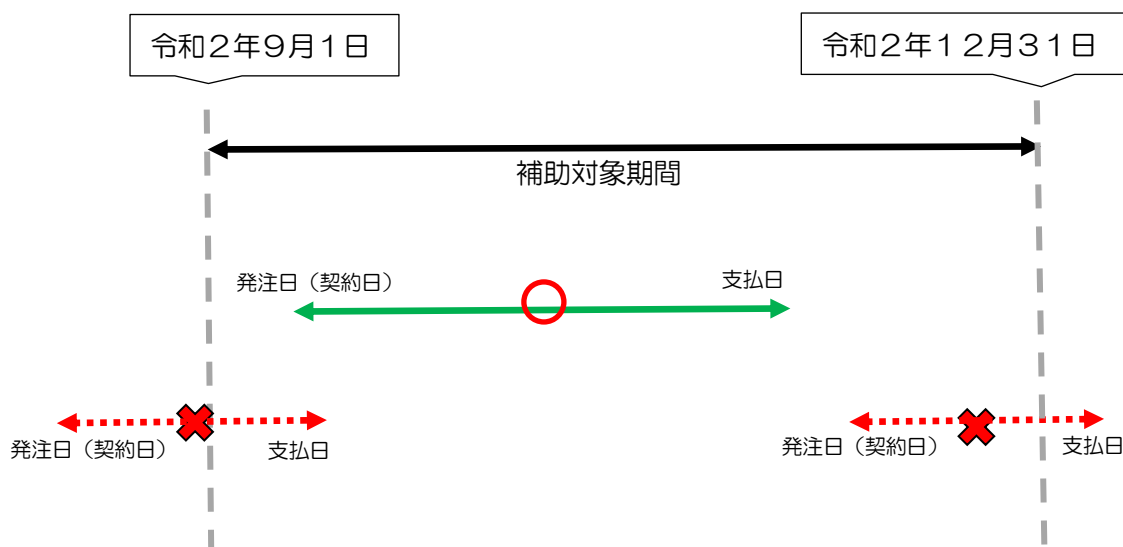 令和２年９月１日
令和２年１２月３１日
補助対象期間
発注日（契約日）
支払日
発注日（契約日）
支払日
発注日（契約日）
支払日